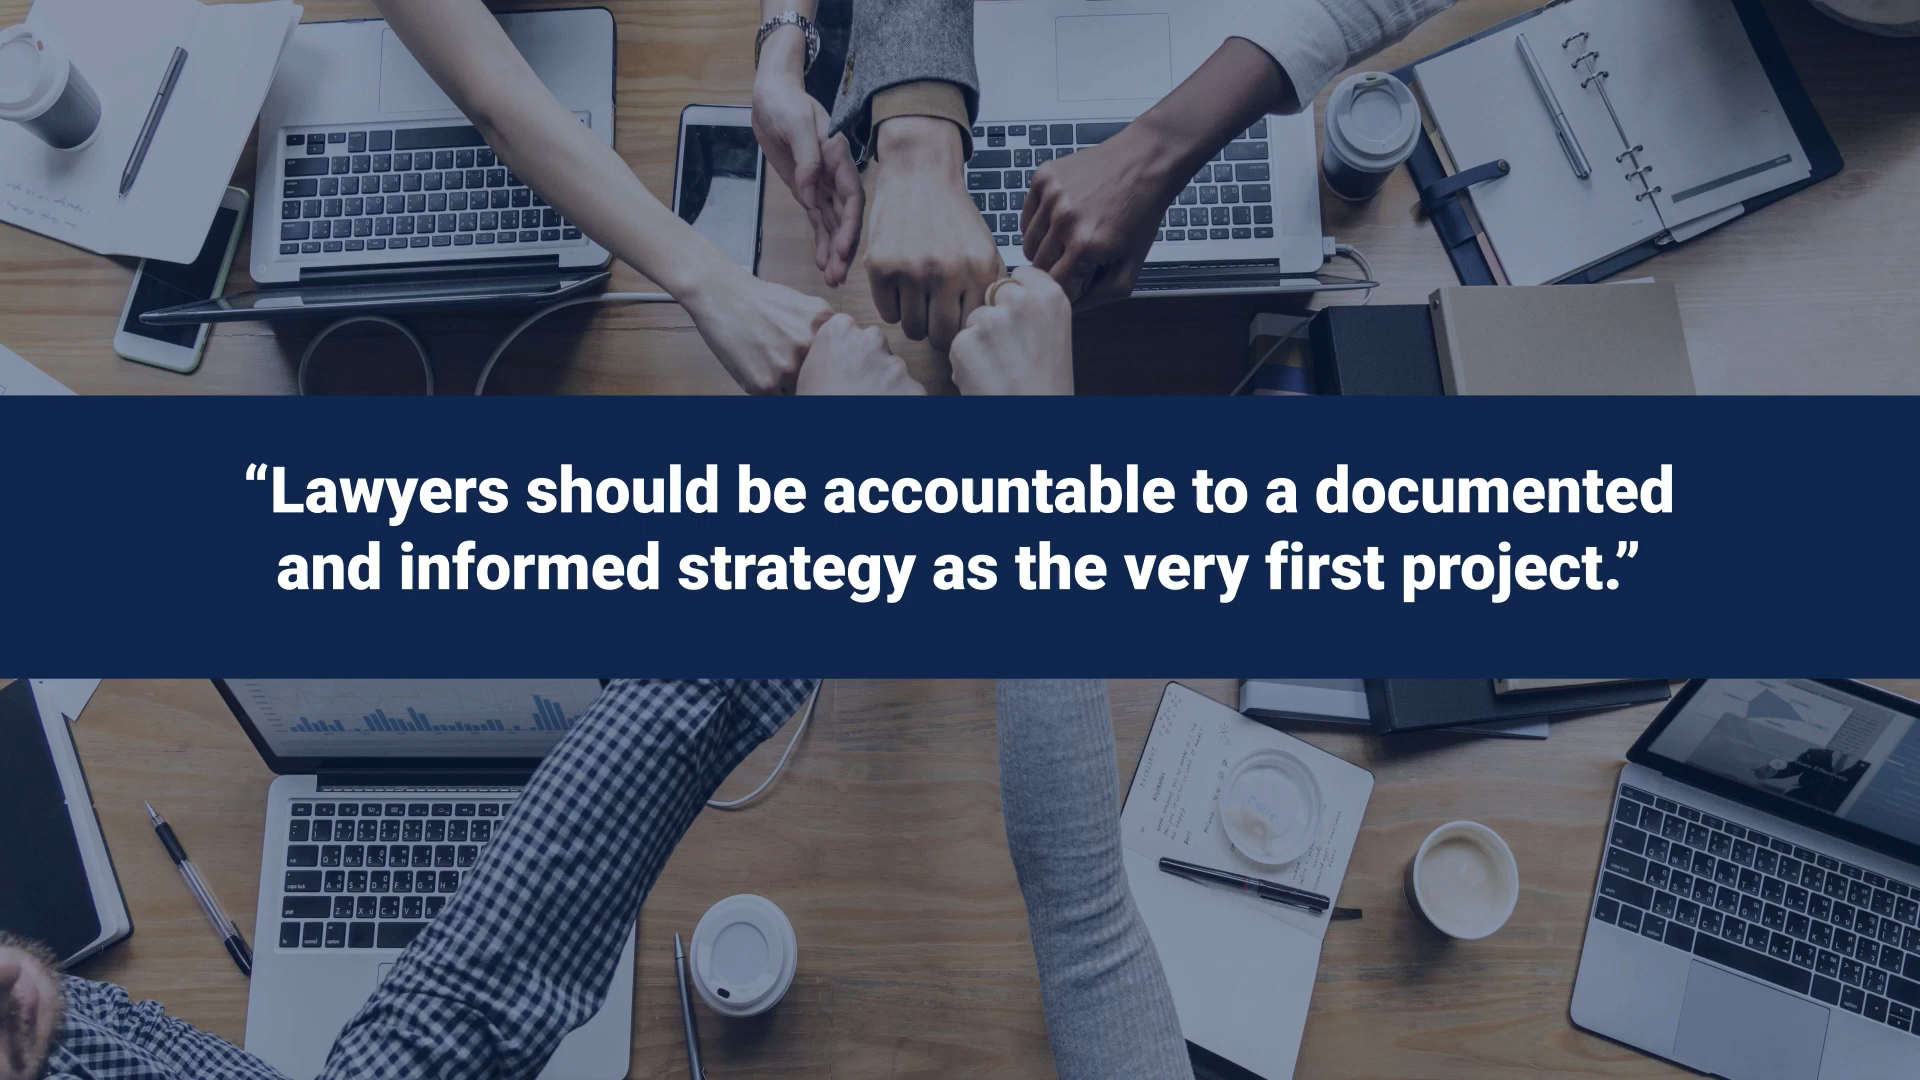 “Lawyers should be accountable to a documented
and informed strategy as the very first project.”